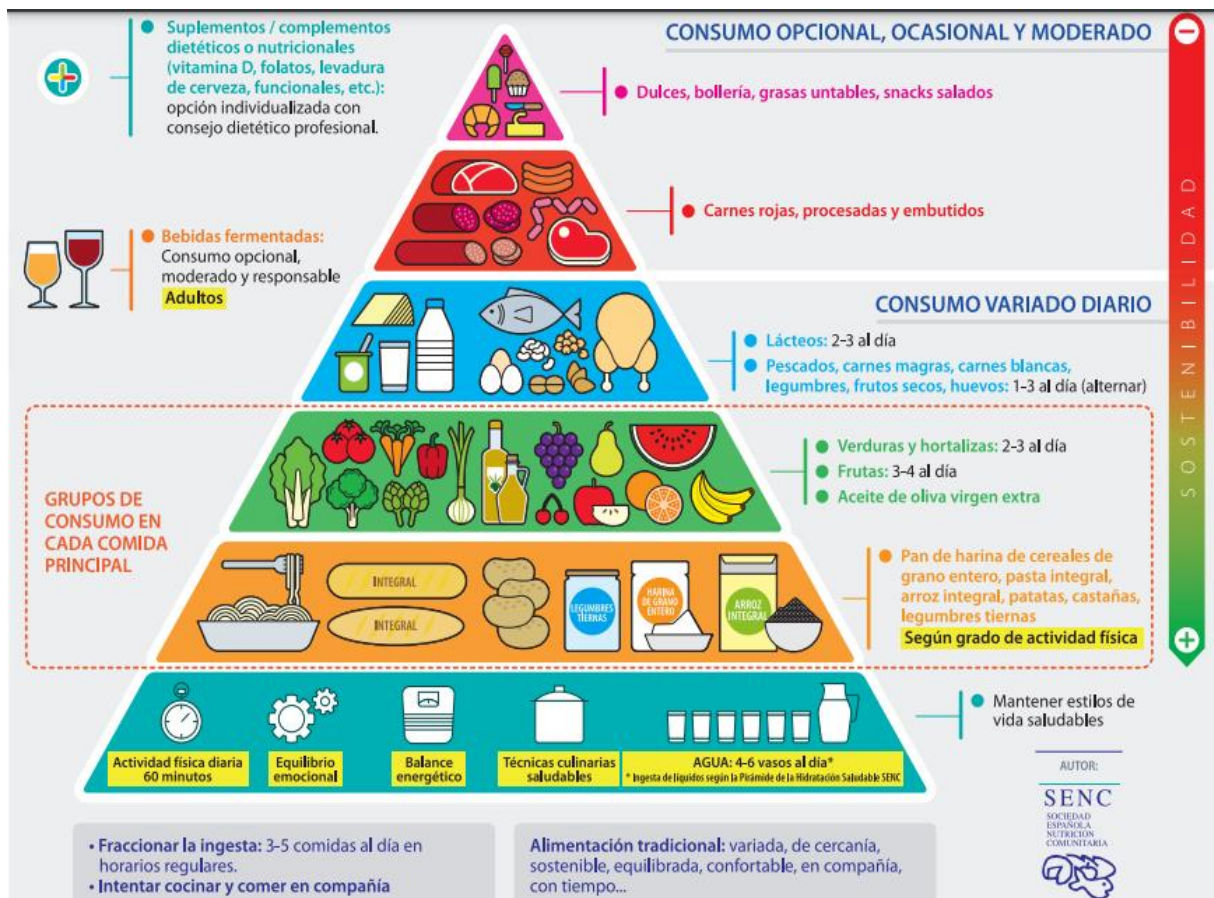 Suplementos / complementos
dietéticos o nutricionales
(vitamina D, folatos, levadura
de cerveza, funcionales, etc.):
opción individualizada con
consejo dietético profesional.
CONSUMO OPCIONAL, OCASIONAL Y MODERADO
Dulces, bollería, grasas untables, snacks salados
Carnes rojas, procesadas y embutidos
Bebidas fermentadas:
Consumo opcional,
moderado y responsable
Adultos
CONSUMO VARIADO DIARIO
Lácteos: 2-3 al día
Pescados, carnes magras, carnes blancas,
legumbres, frutos secos, huevos: 1-3 al día (alternar)
SOSTENIBILIDAD
GRUPOS DE
CONSUMO EN
CADA COMIDA
PRINCIPAL
Verduras y hortalizas: 2-3 al día
Frutas: 3-4 al día
Aceite de oliva virgen extra
INTEGRAL
INTEGRAL
LEGUMBRES
TIERNAS
HARINA
DE GRANO
ENTERO
ARROZ
INTEGRAL
Pan de harina de cereales de
grano entero, pasta integral,
arroz integral, patatas, castañas,
legumbres tiernas
Según grado de actividad física
Actividad física diaria
60 minutos
Equilibrio
emocional
Balance
energético
Técnicas culinarias
saludables
AGUA: 4-6 vasos al día*
* Ingesta de líquidos según la Pirámide de la Hidratación Saludable SENC
Mantener estilos de
vida saludables
AUTOR:
SENC
SOCIEDAD
ESPAÑOLA
NUTRICIÓN
COMUNITARIA
• Fraccionar la ingesta: 3-5 comidas al día en
horarios regulares.
• Intentar cocinar y comer en compañía
Alimentación tradicional: variada, de cercanía,
sostenible, equilibrada, confortable, en compañía,
con tiempo...